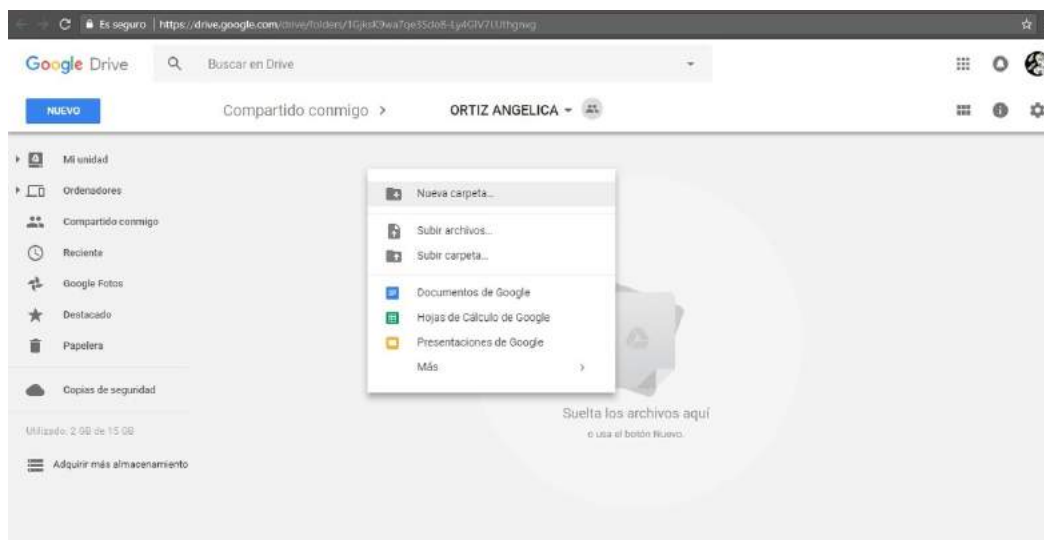 Es seguro | https://drive.google.com/drive/folders/
Google Drive
Buscar en Drive
NUEVO
Compartido conmigo >
ORTIZ ANGELICA
Mi unidad
Ordenadores
Compartido conmigo
Reciente
Google Fotos
Destacado
Papelera
Copias de seguridad
Utilizado: 2 GB de 15 GB
Adquirir más almacenamiento
Nueva carpeta...
Subir archivos...
Subir carpeta...
Documentos de Google
Hojas de Cálculo de Google
Presentaciones de Google
Más >
Suelta los archivos aquí
o usa el botón Nuevo.